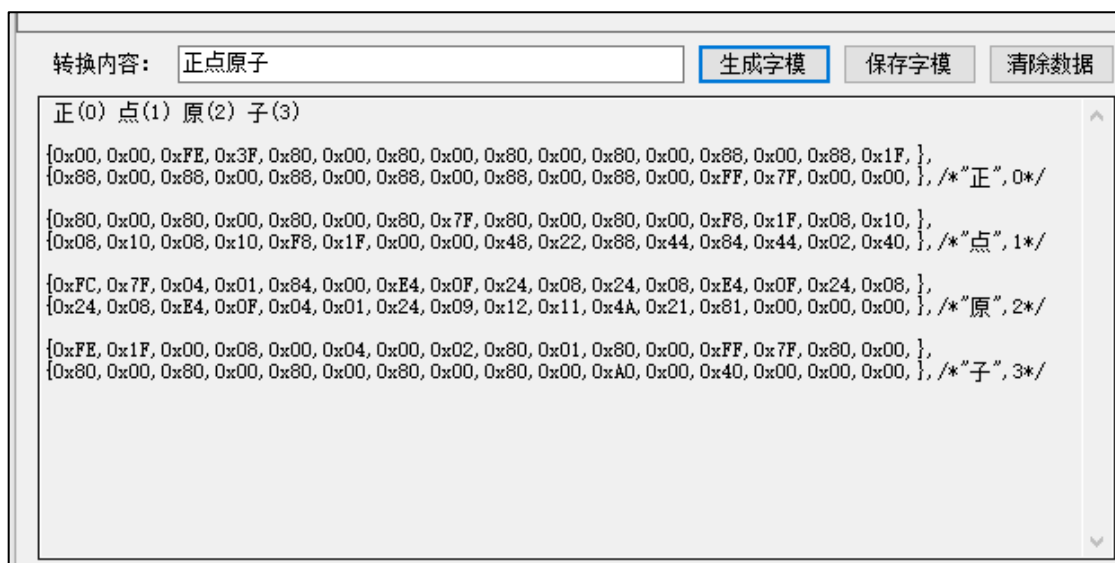 转换内容： 正点原子 生成字模 保存字模 清除数据
正(0) 点(1) 原(2) 子(3)
{0x00,0x00,0xFE,0x3F,0x80,0x00,0x80,0x00,0x80,0x00,0x80,0x00,0x88,0x00,0x88,0x1F,},
{0x88,0x00,0x88,0x00,0x88,0x00,0x88,0x00,0x88,0x00,0x88,0x00,0xFF,0x7F,0x00,0x00,},/*"正",0*/
{0x80,0x00,0x80,0x00,0x80,0x00,0x80,0x7F,0x80,0x00,0x80,0x00,0xF8,0x1F,0x08,0x10,},
{0x08,0x10,0x08,0x10,0xF8,0x1F,0x00,0x00,0x48,0x22,0x88,0x44,0x84,0x44,0x02,0x40,},/*"点",1*/
{0xFC,0x7F,0x04,0x01,0x84,0x00,0xE4,0x0F,0x24,0x08,0x24,0x08,0xE4,0x0F,0x24,0x08,},
{0x24,0x08,0xE4,0x0F,0x04,0x01,0x24,0x09,0x12,0x11,0x4A,0x21,0x81,0x00,0x00,0x00,},/*"原",2*/
{0xFE,0x1F,0x00,0x08,0x00,0x04,0x00,0x02,0x80,0x01,0x80,0x00,0xFF,0x7F,0x80,0x00,},
{0x80,0x00,0x80,0x00,0x80,0x00,0x80,0x00,0x80,0x00,0xA0,0x00,0x40,0x00,0x00,0x00,},/*"子",3*/